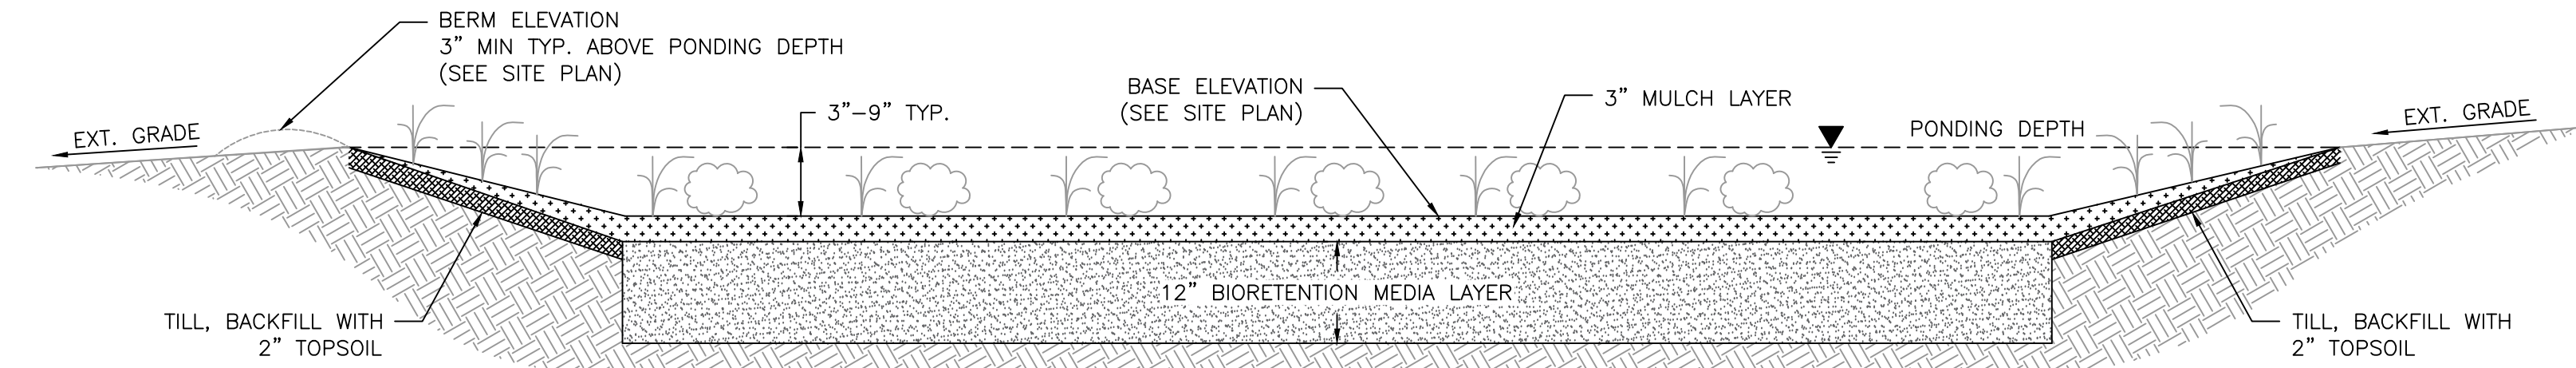 BERM ELEVATION
3" MIN TYP. ABOVE PONDING DEPTH
(SEE SITE PLAN)
EXT. GRADE
3"-9" TYP.
BASE ELEVATION
(SEE SITE PLAN)
3" MULCH LAYER
PONDING DEPTH
EXT. GRADE
12" BIORETENTION MEDIA LAYER
TILL, BACKFILL WITH
2" TOPSOIL
TILL, BACKFILL WITH
2" TOPSOIL